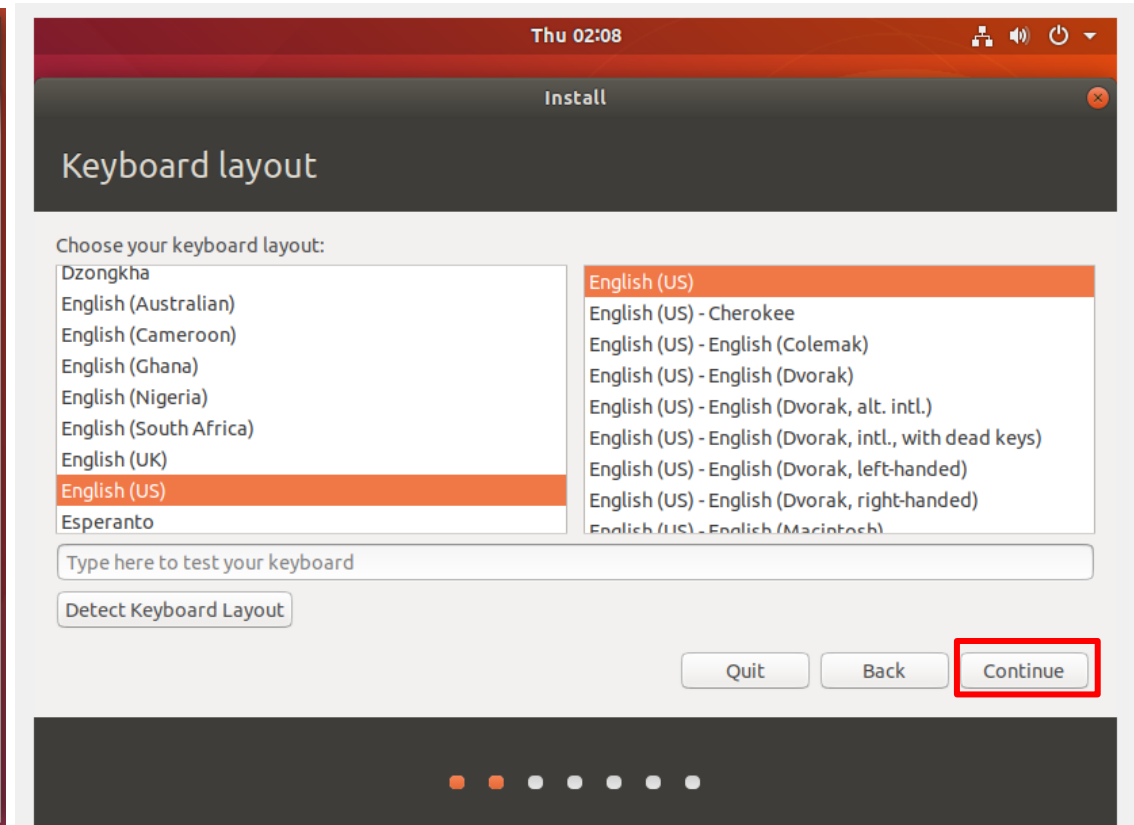 Thu 02:08
Install
Keyboard layout
Choose your keyboard layout:
Dzongkha
English (Australian)
English (Cameroon)
English (Ghana)
English (Nigeria)
English (South Africa)
English (UK)
English (US)
Esperanto
English (US)
English (US) - Cherokee
English (US) - English (Colemak)
English (US) - English (Dvorak)
English (US) - English (Dvorak, alt. intl.)
English (US) - English (Dvorak, intl., with dead keys)
English (US) - English (Dvorak, left-handed)
English (US) - English (Dvorak, right-handed)
English (US) - English (Macintosh)
Type here to test your keyboard
Detect Keyboard Layout
Quit Back Continue